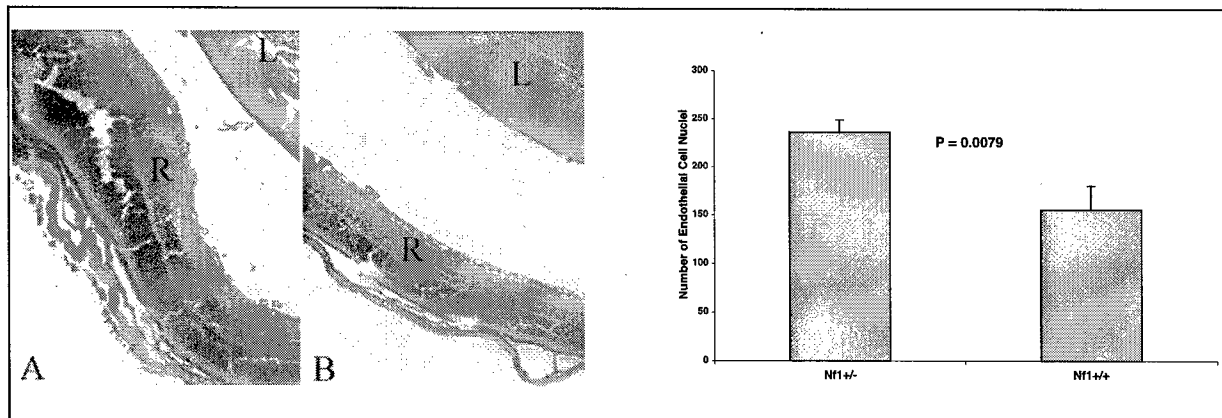 L
R
A
L
R
B
Number of Endothelial Cell Nuclei
300
250
200
150
100
50
0
P = 0.0079
Nf1+/-
Nf1+/+